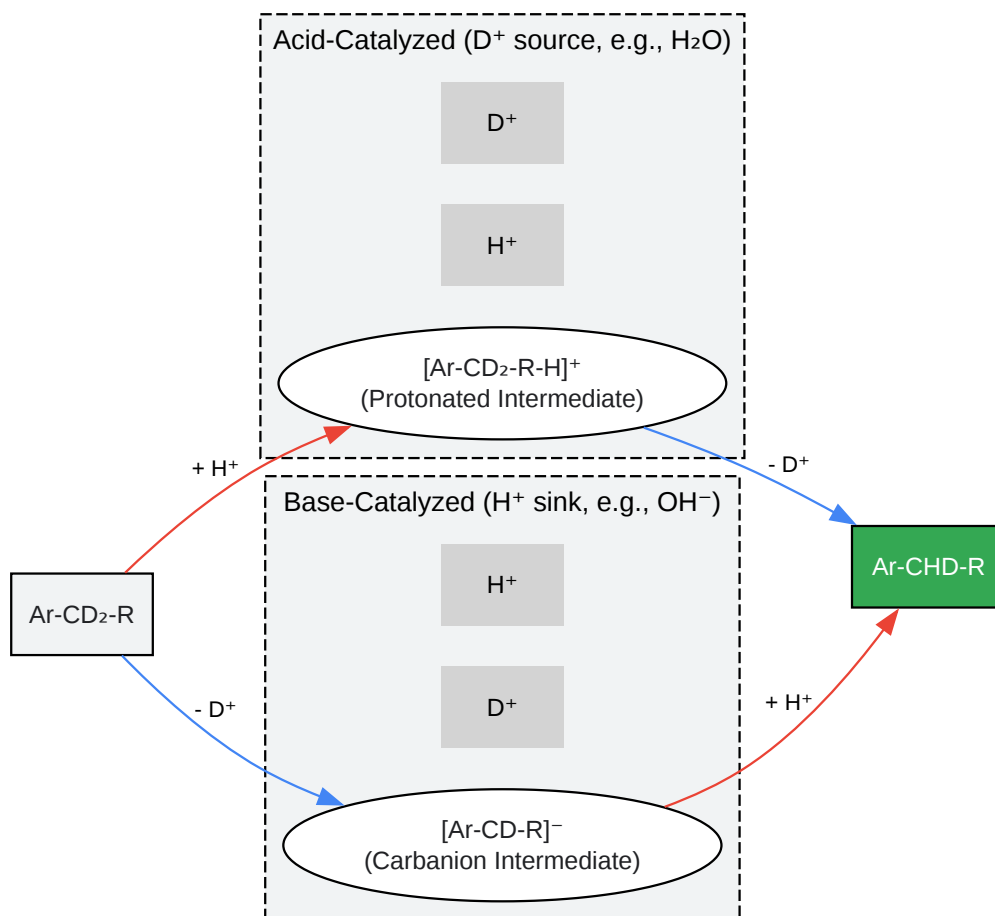 Acid-Catalyzed (D⁺ source, e.g., H₂O)
D⁺
H⁺
[Ar-CD₂-R-H]⁺
(Protonated Intermediate)
+ H⁺
- D⁺
Base-Catalyzed (H⁺ sink, e.g., OH⁻)
Ar-CHD-R
H⁺
Ar-CD₂-R
- D⁺
D⁺
+ H⁺
[Ar-CD-R]⁻
(Carbanion Intermediate)